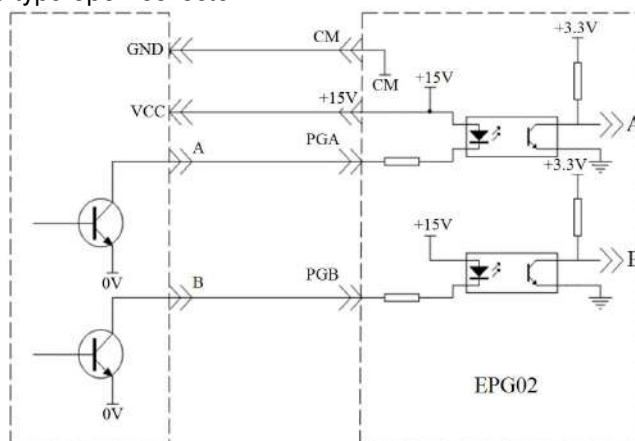 GND
CM
+3.3V
CM
+15V
VCC
+15V
A
PGA
A
+3.3V
0V
+15V
B
PGB
0V
EPG02